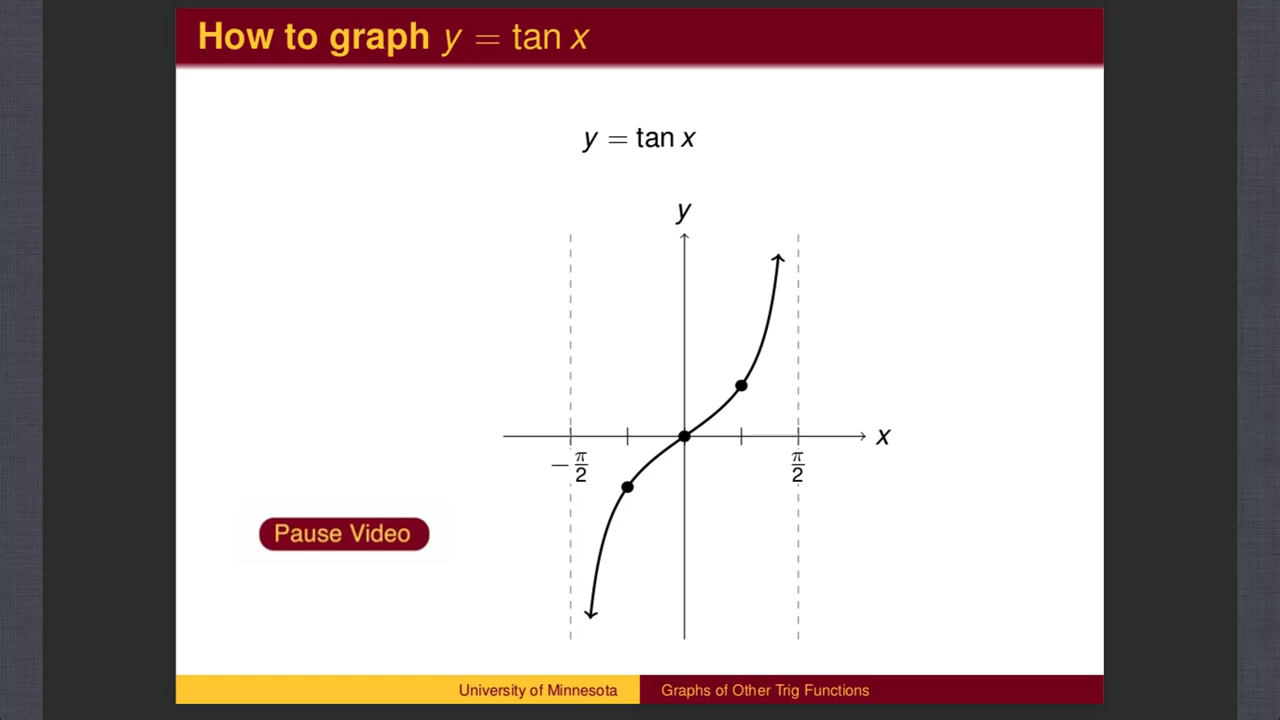 How to graph y = tan x
y = tan x
y
x
−π/2
π/2
Pause Video
University of Minnesota
Graphs of Other Trig Functions